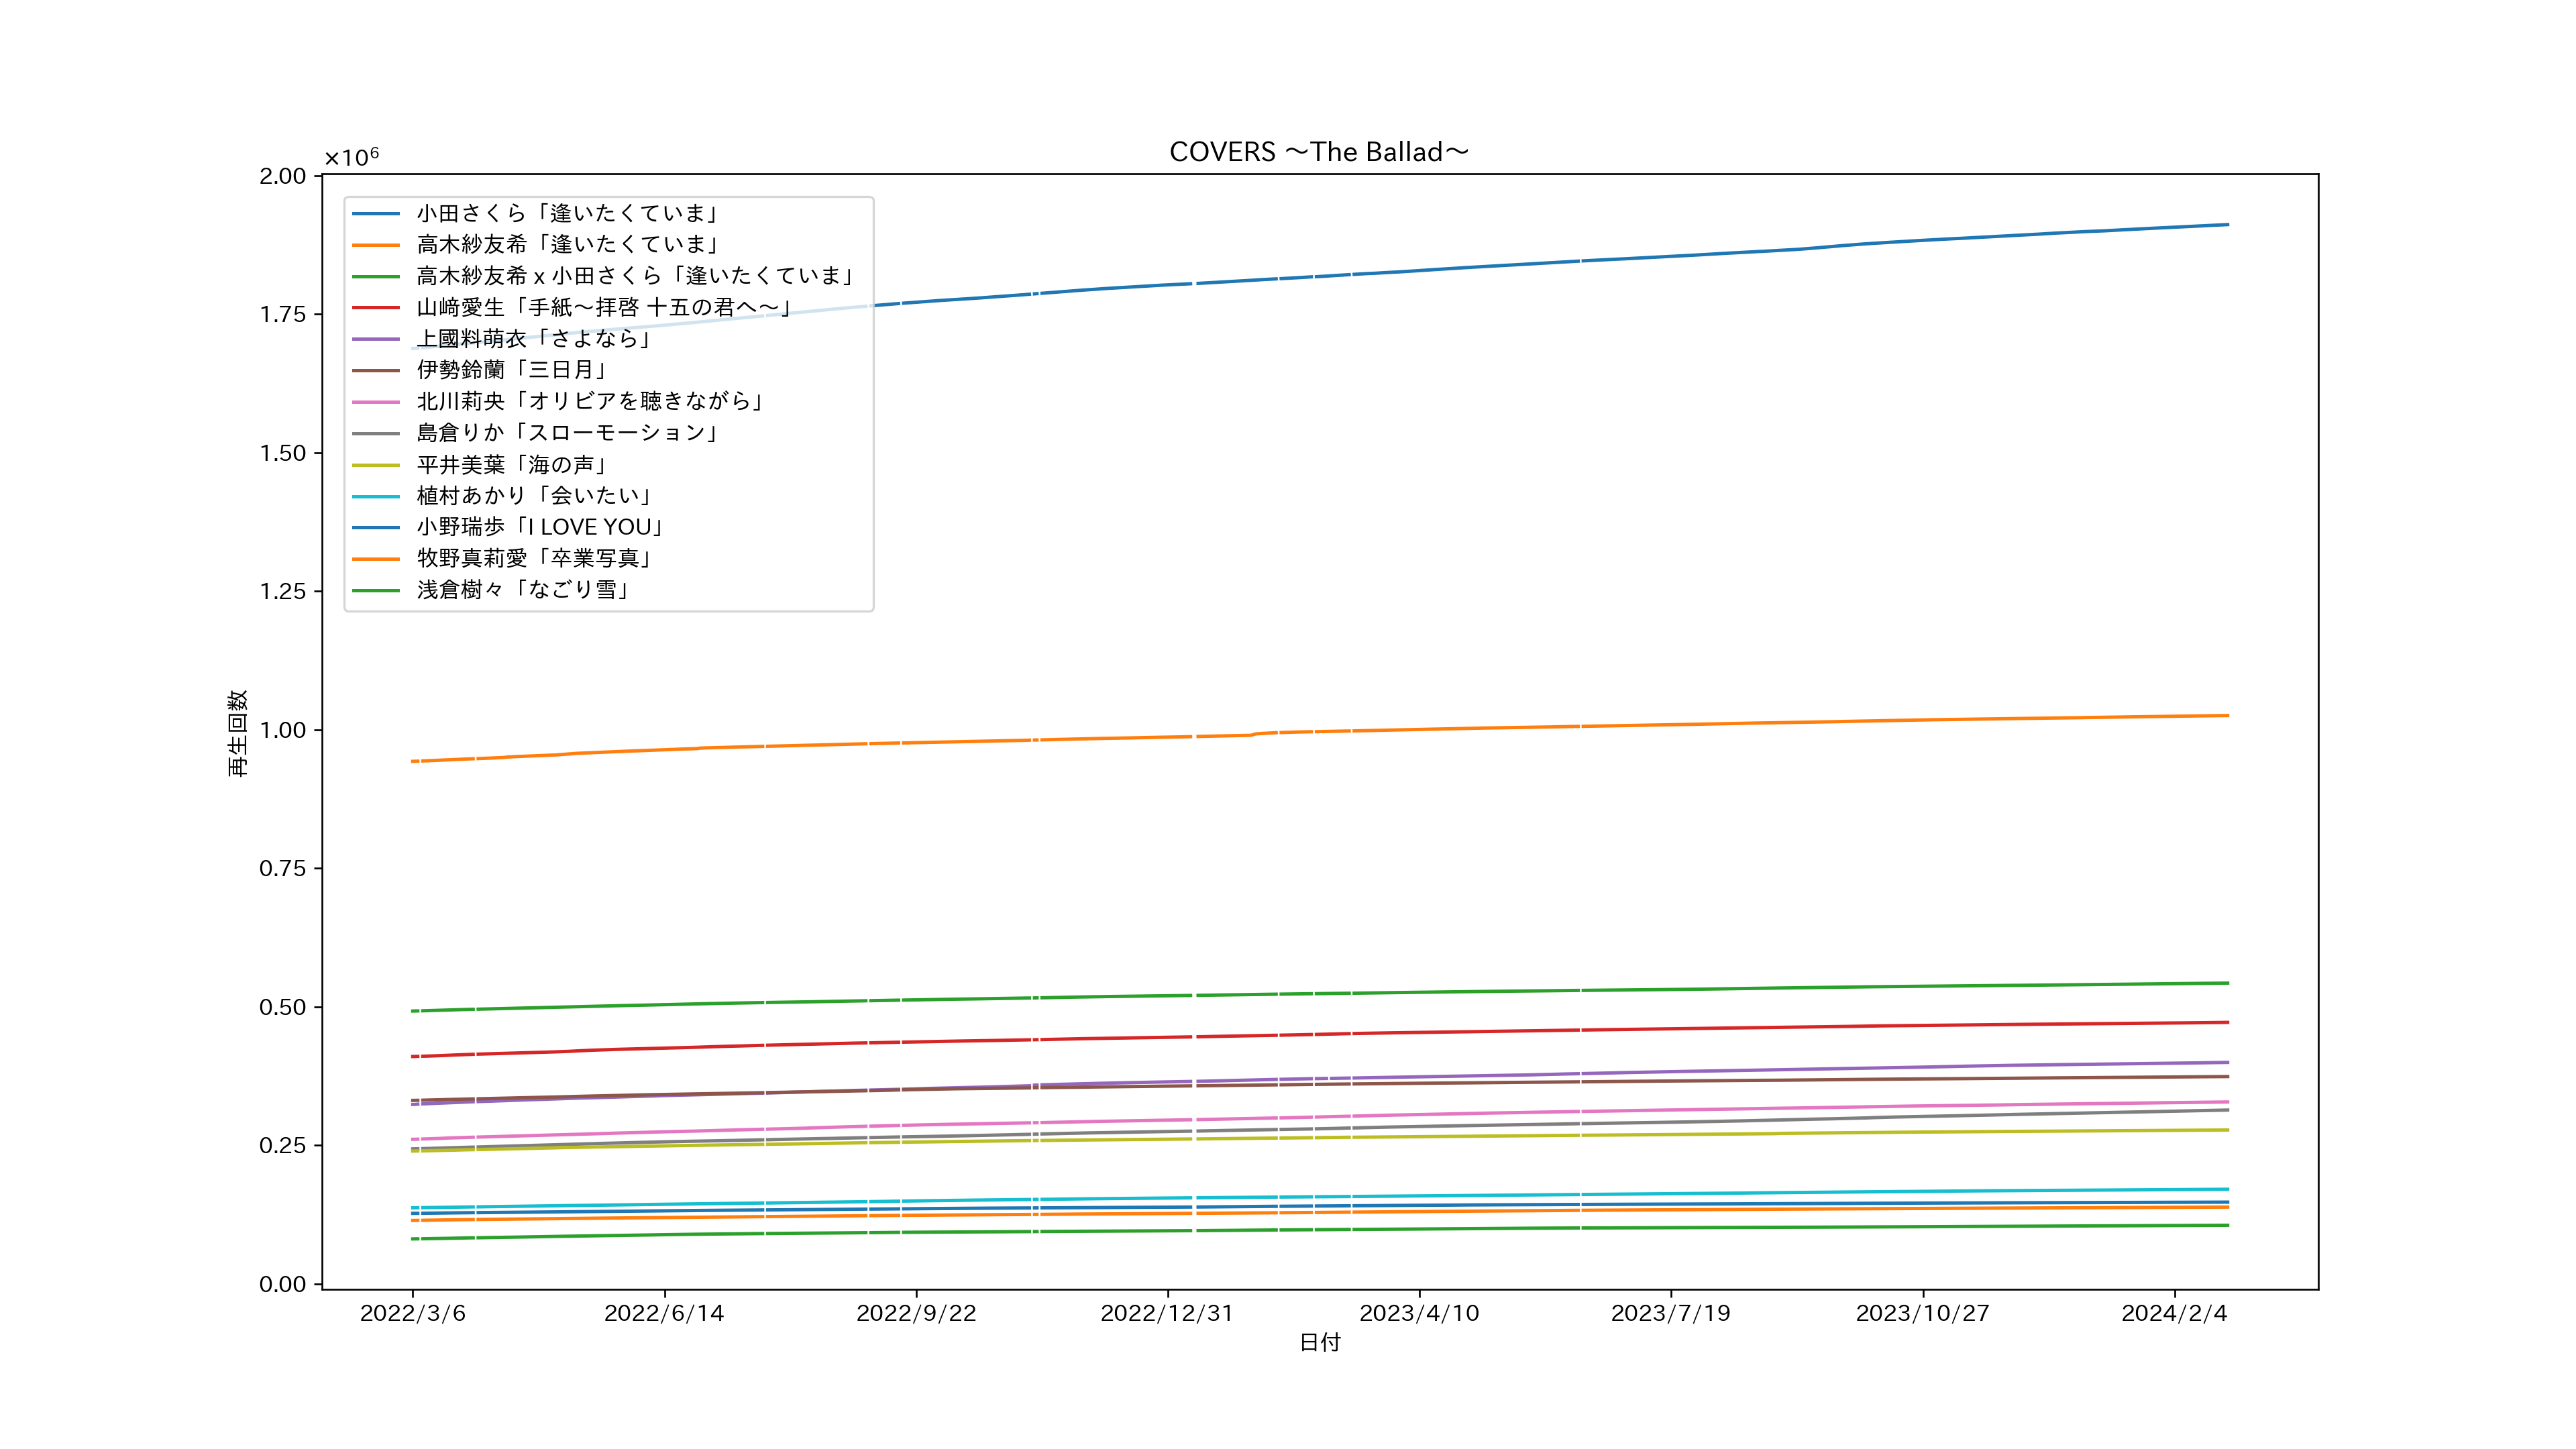 COVERS ～The Ballad～
×10⁶
2.00
1.75
1.50
1.25
1.00
0.75
0.50
0.25
0.00
再生回数
小田さくら「逢いたくていま」
高木紗友希「逢いたくていま」
高木紗友希 x 小田さくら「逢いたくていま」
山﨑愛生「手紙～拝啓 十五の君へ～」
上國料萌衣「さよなら」
伊勢鈴蘭「三日月」
北川莉央「オリビアを聴きながら」
島倉りか「スローモーション」
平井美葉「海の声」
植村あかり「会いたい」
小野瑞歩「I LOVE YOU」
牧野真莉愛「卒業写真」
浅倉樹々「なごり雪」
2022/3/6
2022/6/14
2022/9/22
2022/12/31
2023/4/10
2023/7/19
2023/10/27
2024/2/4
日付